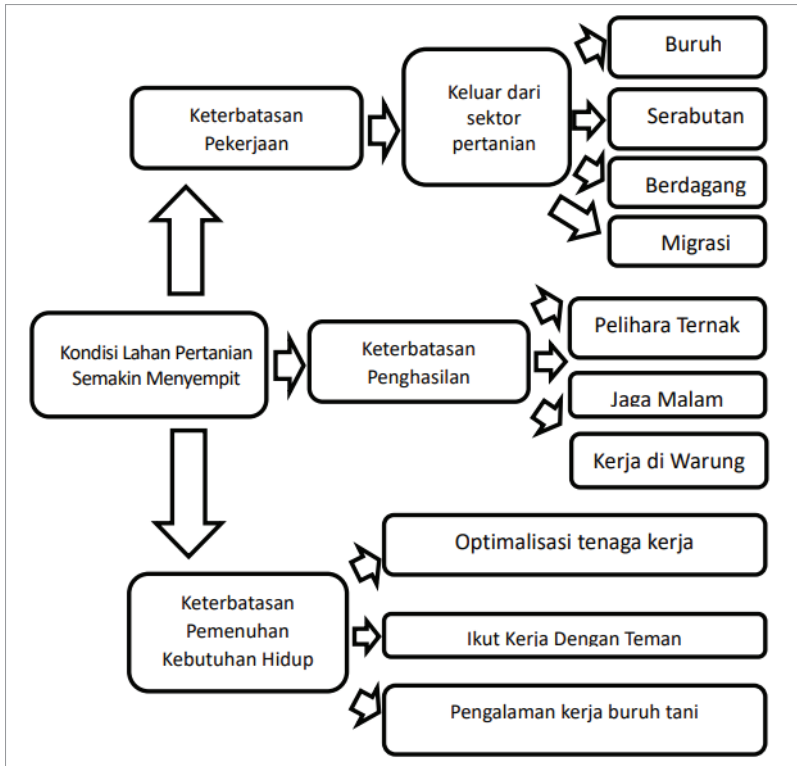 Buruh
Keterbatasan
Pekerjaan
Keluar dari
sektor
pertanian
Serabutan
Berdagang
Migrasi
Kondisi Lahan Pertanian
Semakin Menyempit
Keterbatasan
Penghasilan
Pelihara Ternak
Jaga Malam
Kerja di Warung
Optimalisasi tenaga kerja
Keterbatasan
Pemenuhan
Kebutuhan Hidup
Ikut Kerja Dengan Teman
Pengalaman kerja buruh tani